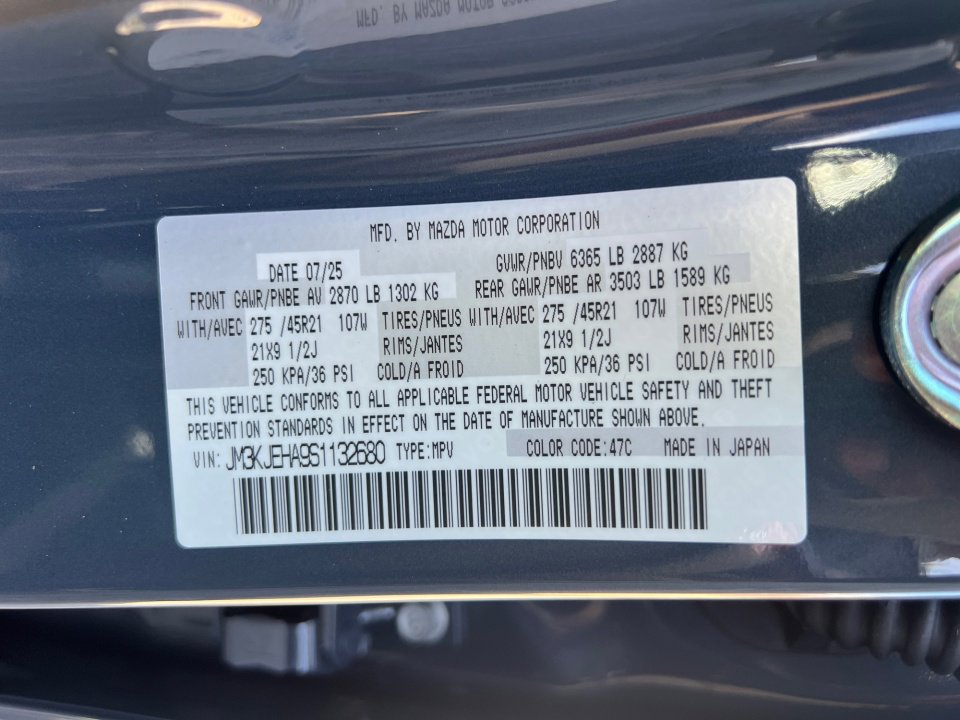 MFD. BY MAZDA MOTOR CORPORATION
DATE 07/25 GVWR/PNBV 6365 LB 2887 KG
FRONT GAWR/PNBE AV 2870 LB 1302 KG REAR GAWR/PNBE AR 3503 LB 1589 KG
WITH/AVEC 275 /45R21 107W TIRES/PNEUS WITH/AVEC 275 /45R21 107W TIRES/PNEUS
21X9 1/2J RIMS/JANTES 21X9 1/2J RIMS/JANTES
250 KPA/36 PSI COLD/A FROID 250 KPA/36 PSI COLD/A FROID
THIS VEHICLE CONFORMS TO ALL APPLICABLE FEDERAL MOTOR VEHICLE SAFETY AND THEFT
PREVENTION STANDARDS IN EFFECT ON THE DATE OF MANUFACTURE SHOWN ABOVE.
VIN: JM3KJEHA9S1132680 TYPE:MPV COLOR CODE:47C MADE IN JAPAN